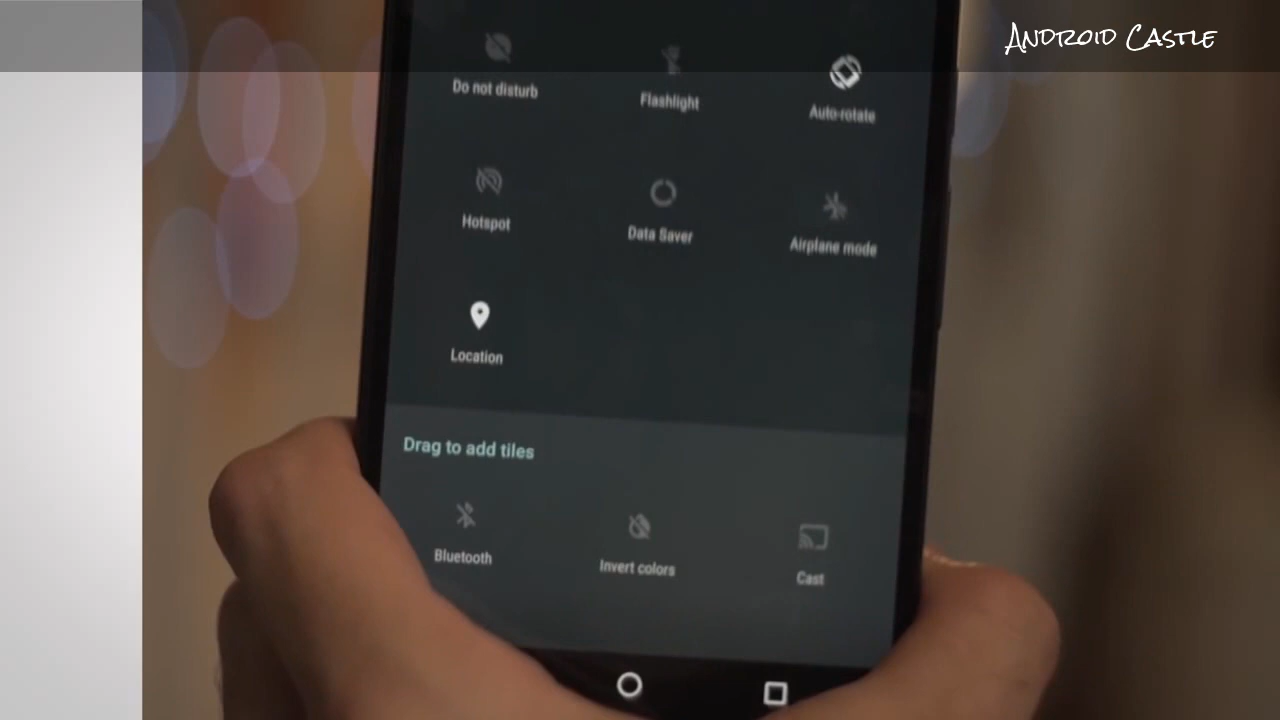 Android Castle
Do not disturb
Flashlight
Auto-rotate
Hotspot
Data Saver
Airplane mode
Location
Drag to add tiles
Bluetooth
Invert colors
Cast